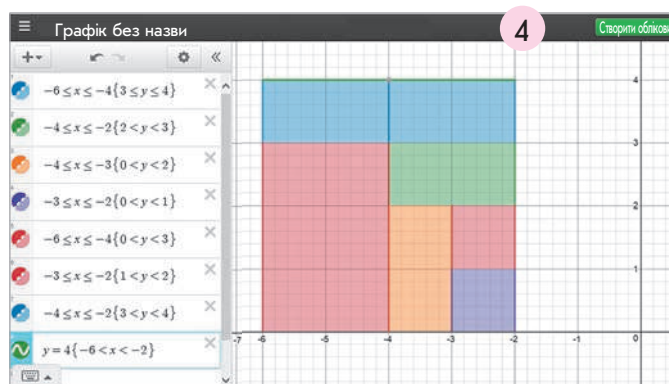 Графік без назви
4
Створити обліков
−6≤x≤−4{3≤y≤4}
−4≤x≤−2{2<y<3}
−4≤x≤−3{0<y<2}
−3≤x≤−2{0<y<1}
−6≤x≤−4{0<y<3}
−3≤x≤−2{1<y<2}
−4≤x≤−2{3<y<4}
y=4{−6<x<−2}
4
3
2
1
-7 -6 -5 -4 -3 -2 -1 0